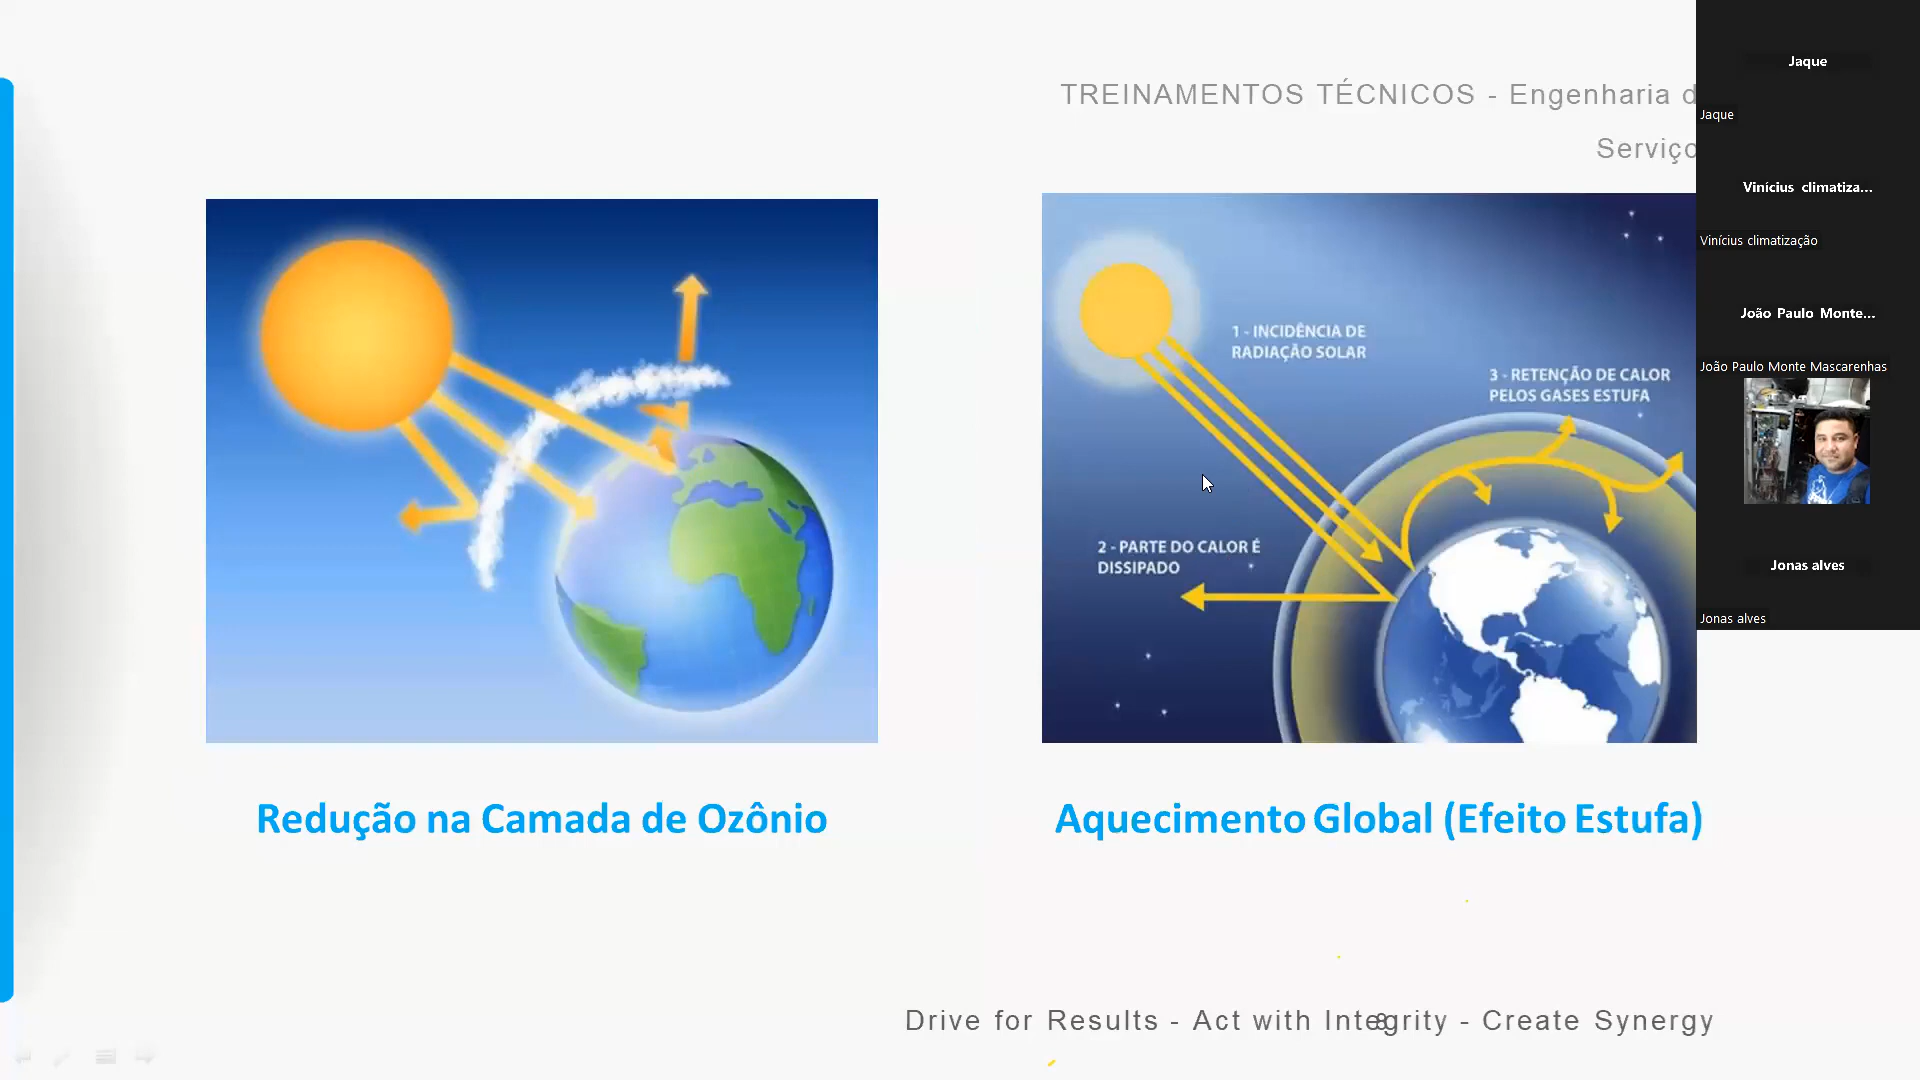 TREINAMENTOS TÉCNICOS - Engenharia d
Serviço
1 - INCIDÊNCIA DE
RADIAÇÃO SOLAR
3 - RETENÇÃO DE CALOR
PELOS GASES ESTUFA
2 - PARTE DO CALOR É
DISSIPADO
Redução na Camada de Ozônio
Aquecimento Global (Efeito Estufa)
Drive for Results - Act with Integrity - Create Synergy
8
Jaque
Jaque
Vinícius climatiza...
Vinícius climatização
João Paulo Monte...
João Paulo Monte Mascarenhas
Jonas alves
Jonas alves